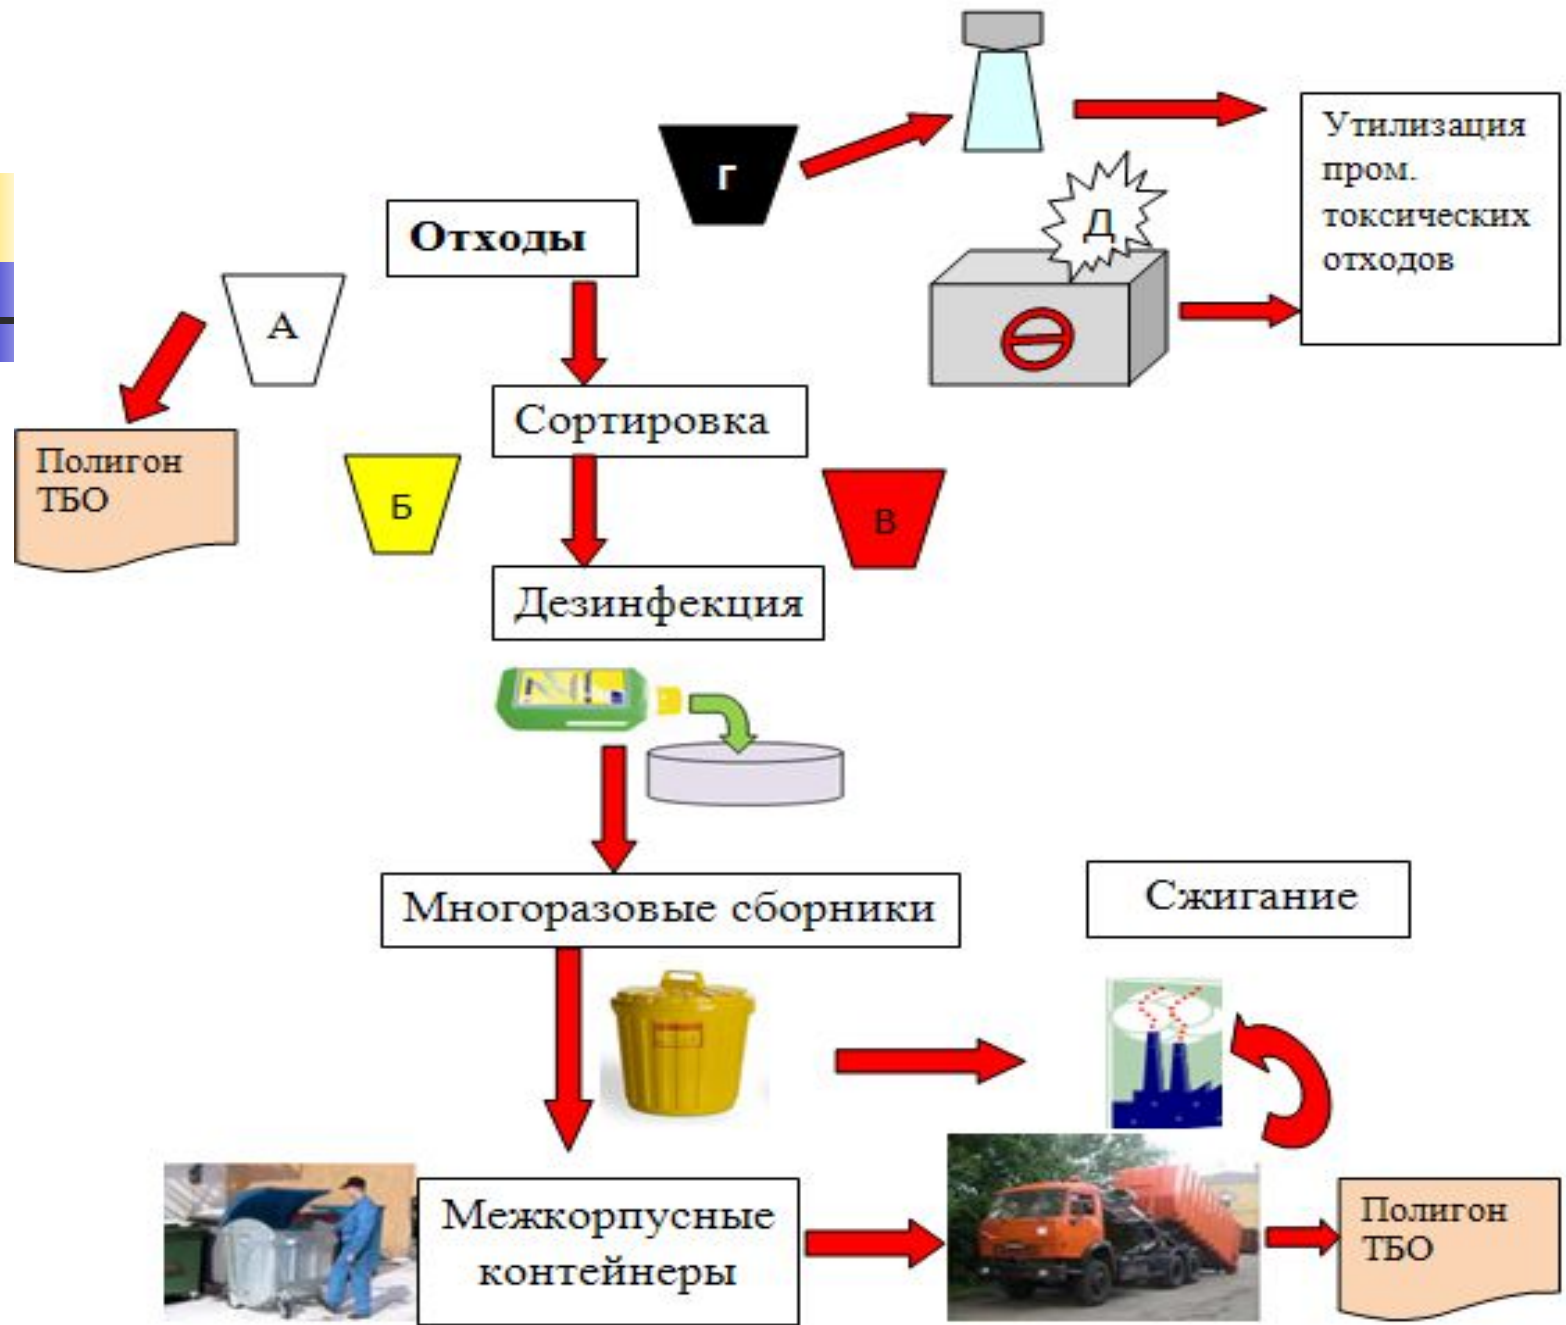 Г
Утилизация
пром.
токсических
отходов
Отходы
Д
А
Сортировка
Полигон
ТБО
Б
В
Дезинфекция
Многоразовые сборники
Сжигание
Межкорпусные
контейнеры
Полигон
ТБО